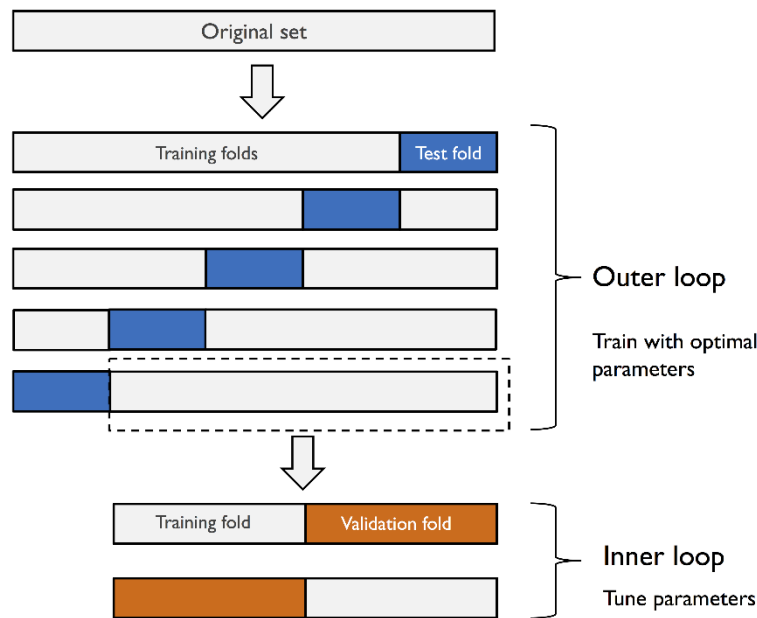 Original set
Training folds
Test fold
Outer loop
Train with optimal
parameters
Training fold
Validation fold
Inner loop
Tune parameters